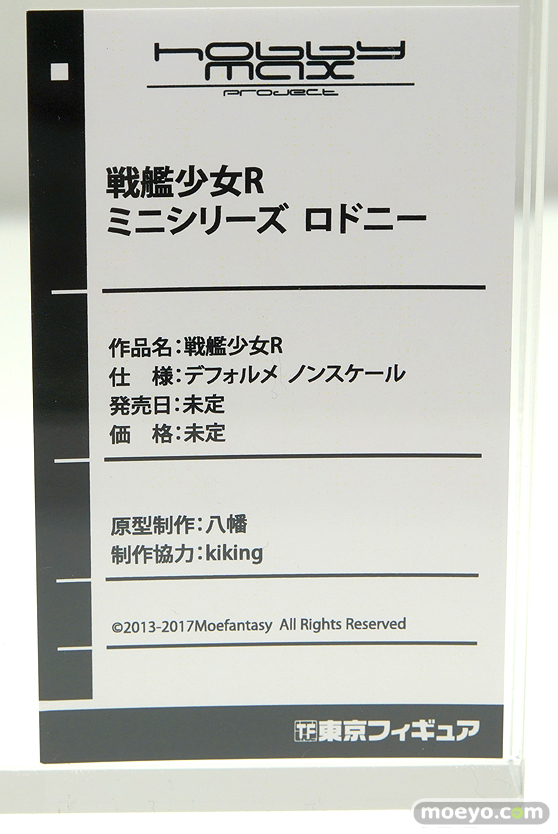 hobby
max
project
戦艦少女R
ミニシリーズ ロドニー
作品名：戦艦少女R
仕　様：デフォルメ ノンスケール
発売日：未定
価　格：未定
原型制作：八幡
制作協力：kiking
©2013-2017Moefantasy All Rights Reserved
TF東京フィギュア
moeyo.com